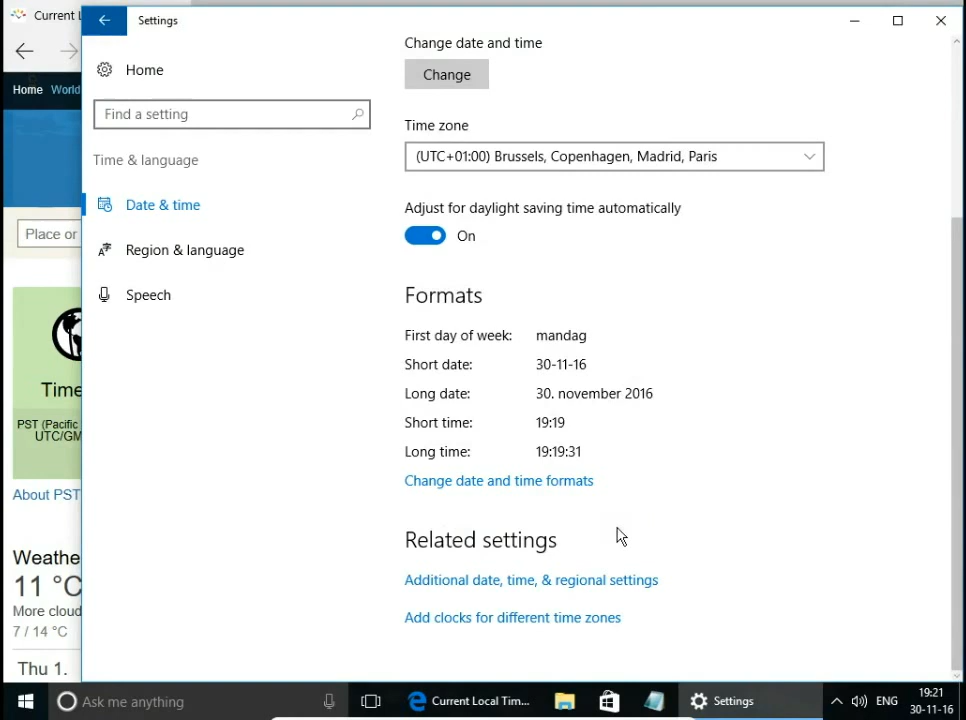 Current L
Settings
Home
World
Place or
Time
PST (Pacific
UTC/GM
About PST
Weathe
11 °C
More cloud
7 / 14 °C
Thu 1.
Home
Find a setting
Time & language
Date & time
Region & language
Speech
Change date and time
Change
Time zone
(UTC+01:00) Brussels, Copenhagen, Madrid, Paris
Adjust for daylight saving time automatically
On
Formats
First day of week: mandag
Short date: 30-11-16
Long date: 30. november 2016
Short time: 19:19
Long time: 19:19:31
Change date and time formats
Related settings
Additional date, time, & regional settings
Add clocks for different time zones
Ask me anything
Current Local Tim...
Settings
ENG
19:21
30-11-16